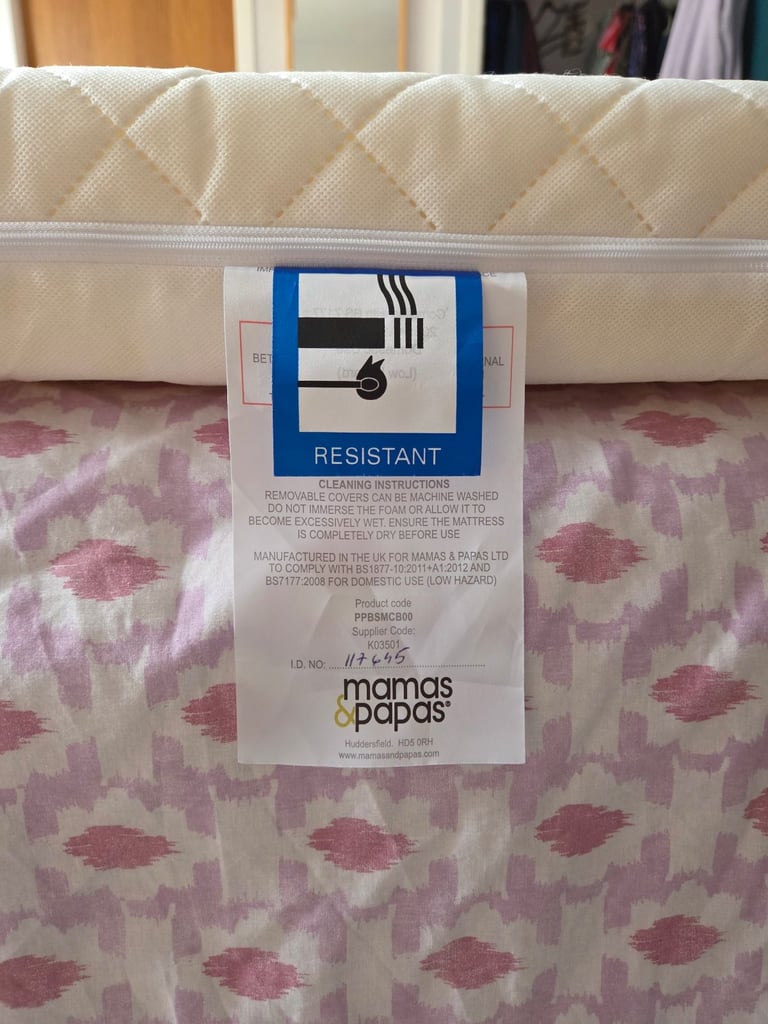 RESISTANT
BET
NAL
CLEANING INSTRUCTIONS
REMOVABLE COVERS CAN BE MACHINE WASHED
DO NOT IMMERSE THE FOAM OR ALLOW IT TO
BECOME EXCESSIVELY WET. ENSURE THE MATTRESS
IS COMPLETELY DRY BEFORE USE
MANUFACTURED IN THE UK FOR MAMAS & PAPAS LTD
TO COMPLY WITH BS1877-10:2011+A1:2012 AND
BS7177:2008 FOR DOMESTIC USE (LOW HAZARD)
Product code
PPBSMCB00
Supplier Code:
K03501
I.D. NO: 117645
mamas
&papas®
Huddersfield. HD5 0RH
www.mamasandpapas.com